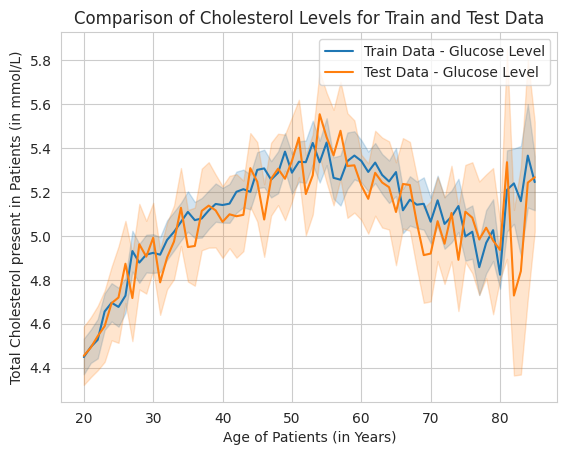 Comparison of Cholesterol Levels for Train and Test Data
Train Data - Glucose Level
Test Data - Glucose Level
Total Cholesterol present in Patients (in mmol/L)
5.8
5.6
5.4
5.2
5.0
4.8
4.6
4.4
20 30 40 50 60 70 80
Age of Patients (in Years)